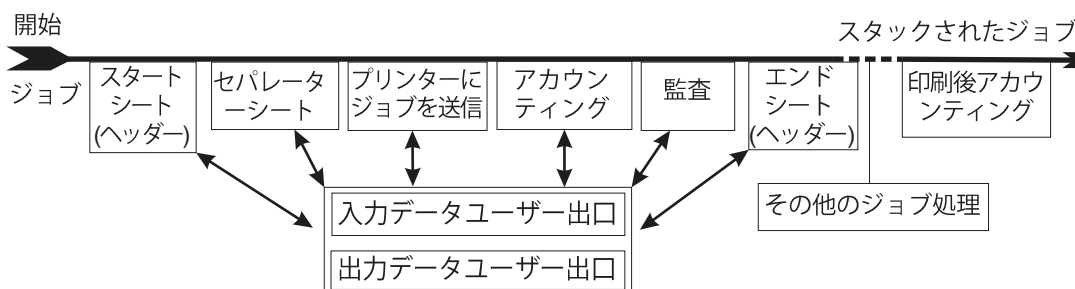 開始
スタックされたジョブ
ジョブ
スタート
シート
(ヘッダー)
セパレータ
ーシート
プリンターに
ジョブを送信
アカウン
ティング
監査
エンド
シート
(ヘッダー)
印刷後アカウ
ンティング
その他のジョブ処理
入力データユーザー出口
出力データユーザー出口